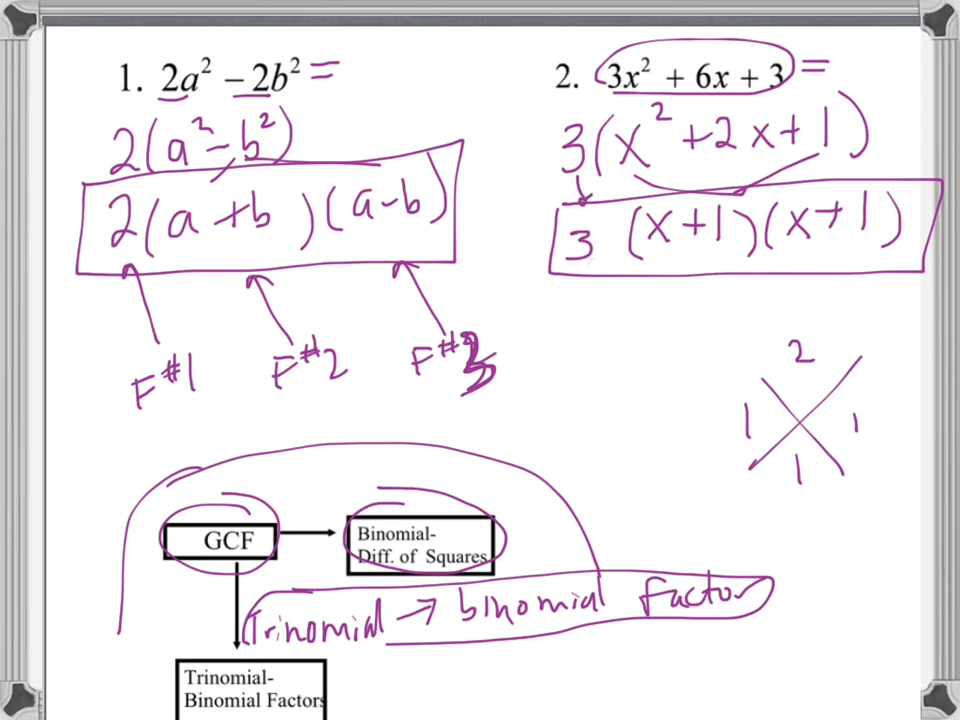 1. 2a² − 2b² =
2(a² - b²)
2(a + b)(a - b)
F#1 F#2 F#3
2. 3x² + 6x + 3 =
3(x² + 2x + 1)
3 (x + 1)(x + 1)
2
1 1
1
GCF
Binomial-
Diff. of Squares
Trinomial → binomial factor
Trinomial-
Binomial Factors